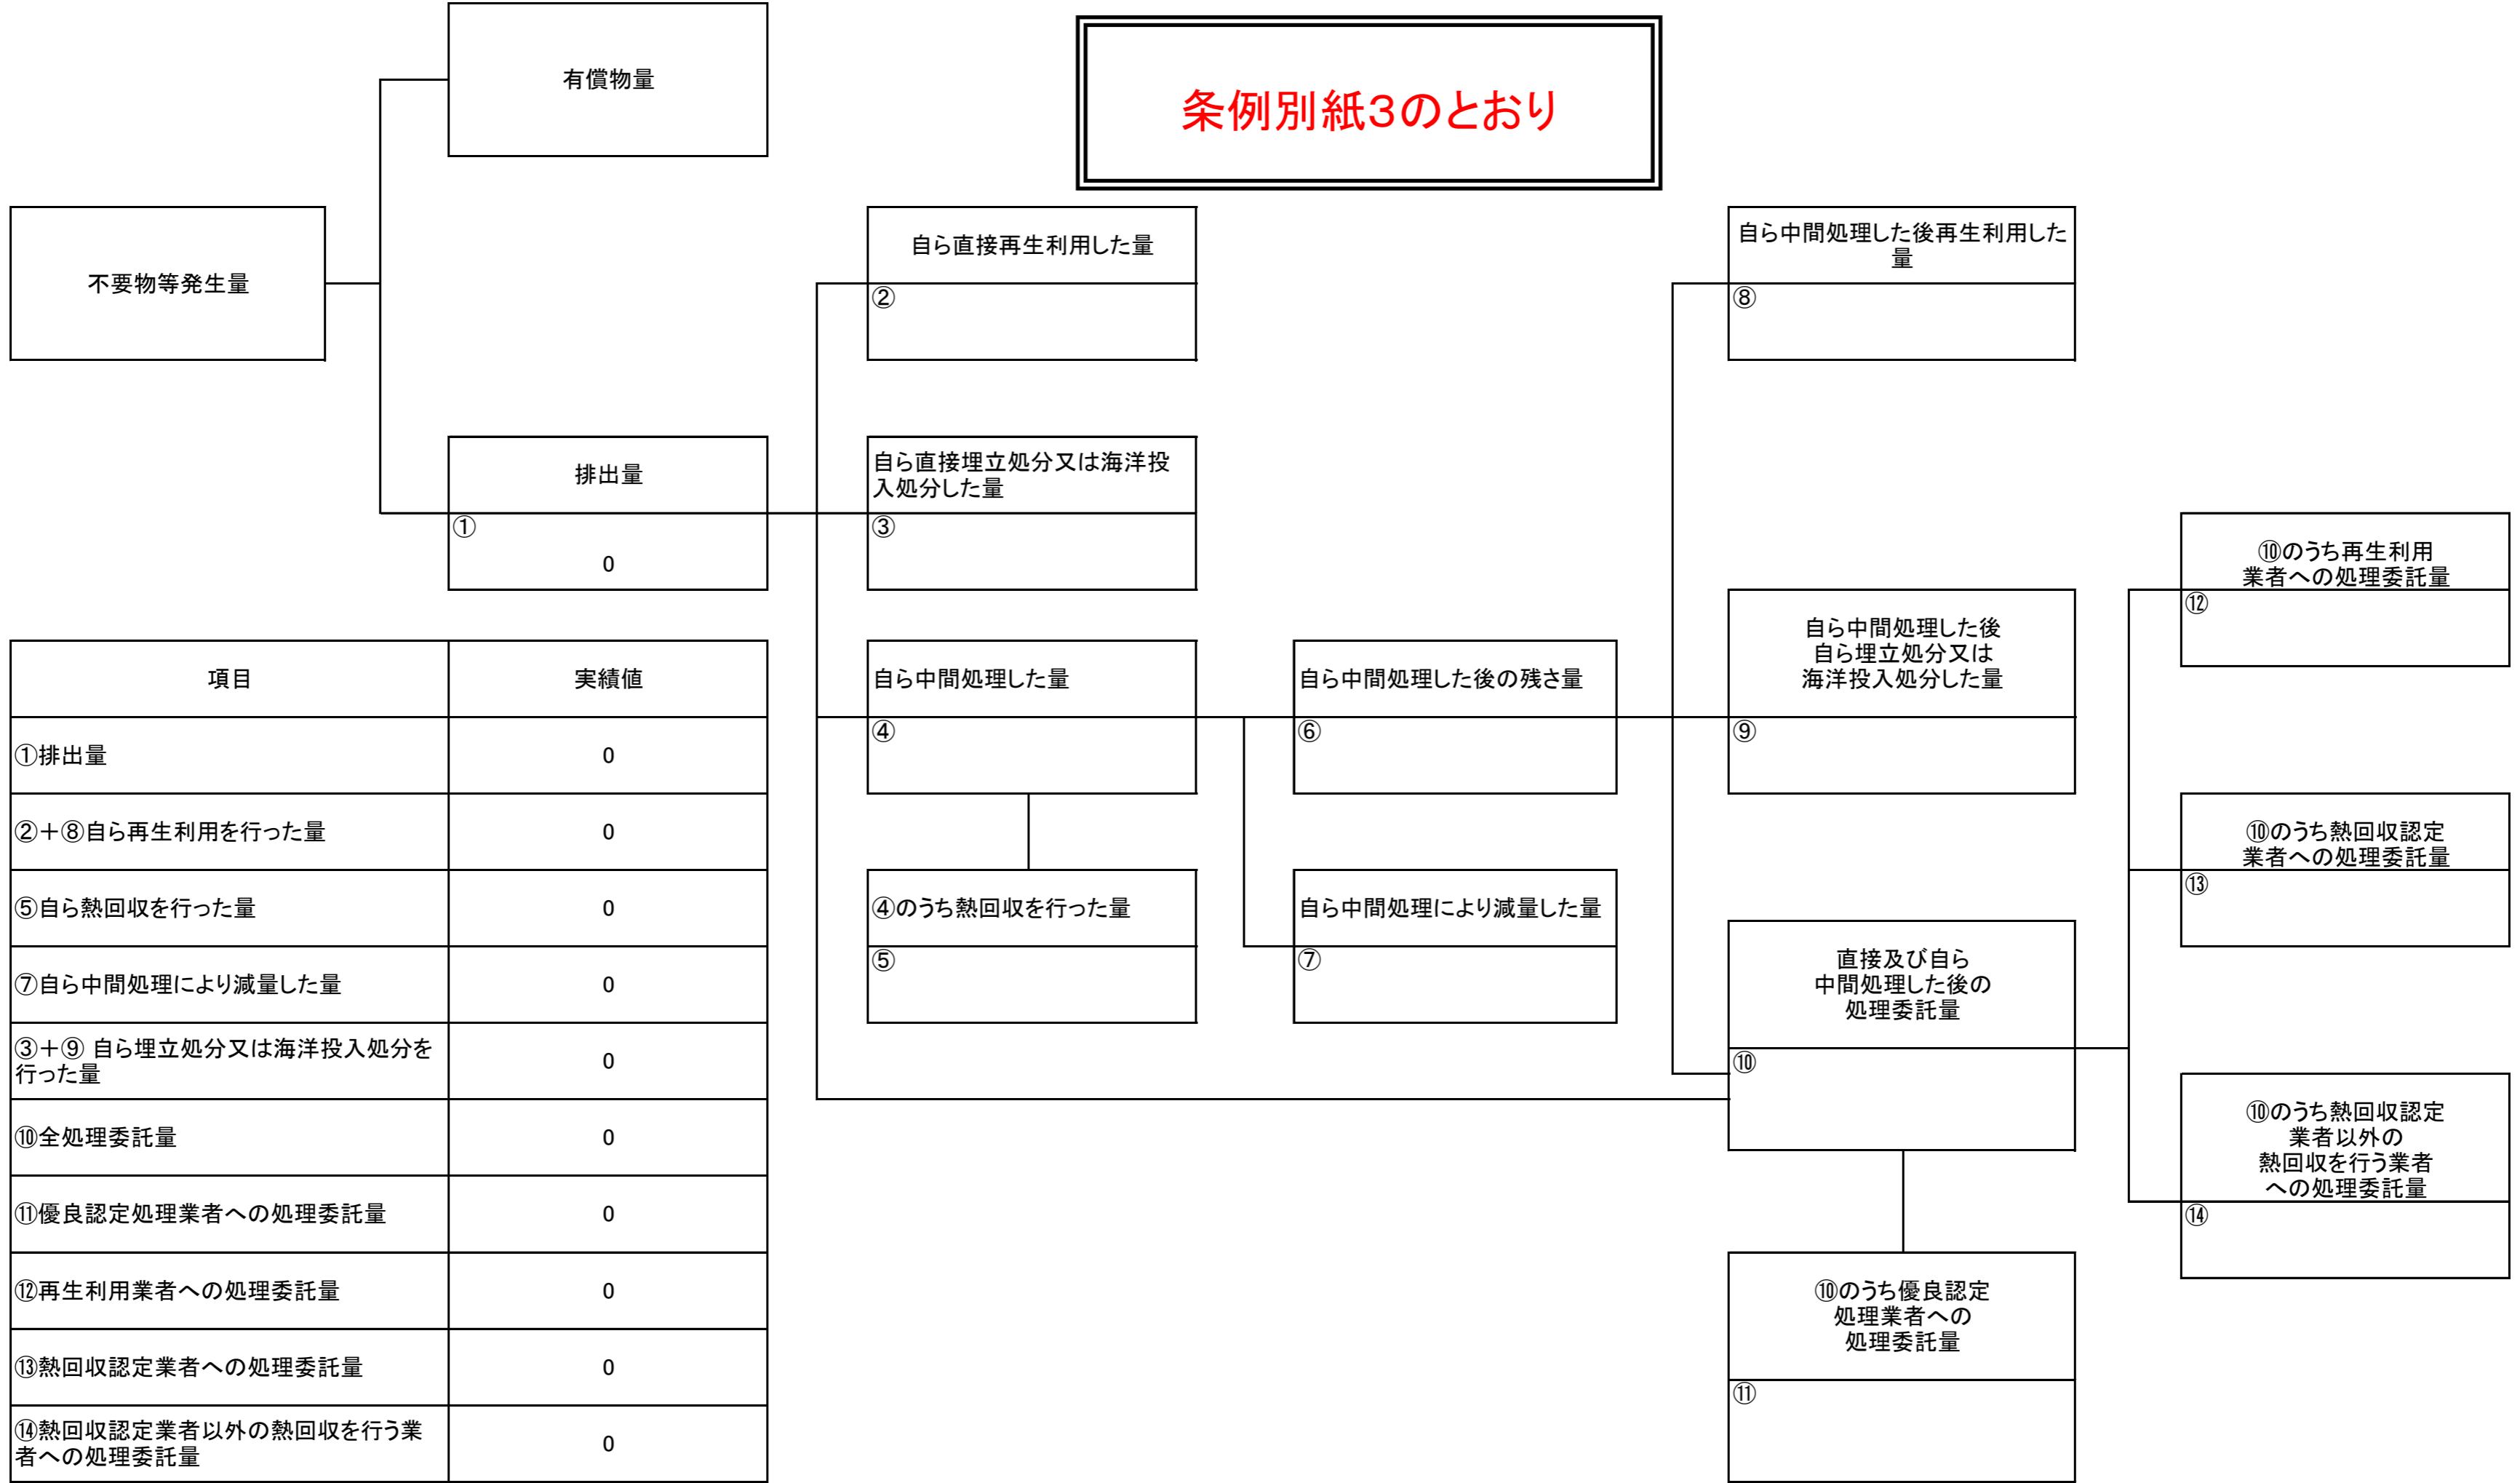 有償物量
条例別紙3のとおり
不要物等発生量
自ら直接再生利用した量
②
自ら中間処理した後再生利用した
量
⑧
排出量
①
0
自ら直接埋立処分又は海洋投
入処分した量
③
⑩のうち再生利用
業者への処理委託量
⑫
自ら中間処理した量
④
自ら中間処理した後の残さ量
⑥
自ら中間処理した後
自ら埋立処分又は
海洋投入処分した量
⑨
⑩のうち熱回収認定
業者への処理委託量
⑬
④のうち熱回収を行った量
⑤
自ら中間処理により減量した量
⑦
直接及び自ら
中間処理した後の
処理委託量
⑩
⑩のうち熱回収認定
業者以外の
熱回収を行う業者
への処理委託量
⑭
⑩のうち優良認定
処理業者への
処理委託量
⑪
項目 実績値
①排出量 0
②+⑧自ら再生利用を行った量 0
⑤自ら熱回収を行った量 0
⑦自ら中間処理により減量した量 0
③+⑨ 自ら埋立処分又は海洋投入処分を
行った量 0
⑩全処理委託量 0
⑪優良認定処理業者への処理委託量 0
⑫再生利用業者への処理委託量 0
⑬熱回収認定業者への処理委託量 0
⑭熱回収認定業者以外の熱回収を行う業
者への処理委託量 0